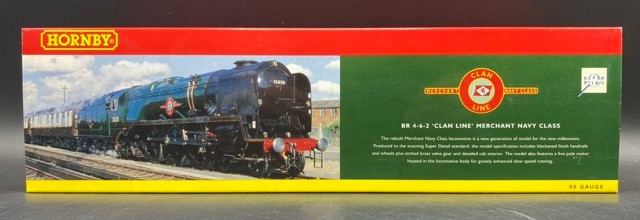 HORNBY
CLAN
LINE
MERCHANT NAVY CLASS
SUPER
DETAIL
BR 4-6-2 'CLAN LINE' MERCHANT NAVY CLASS
The rebuilt Merchant Navy Class locomotive is a new generation of model for the new millennium.
Produced to the exacting Super Detail standard, the model specification includes blackened finish handrails
and wheels plus etched brass valve gear and detailed cab interior. The model also features a five pole motor
located in the locomotive body for greatly enhanced slow speed running.
00 GAUGE